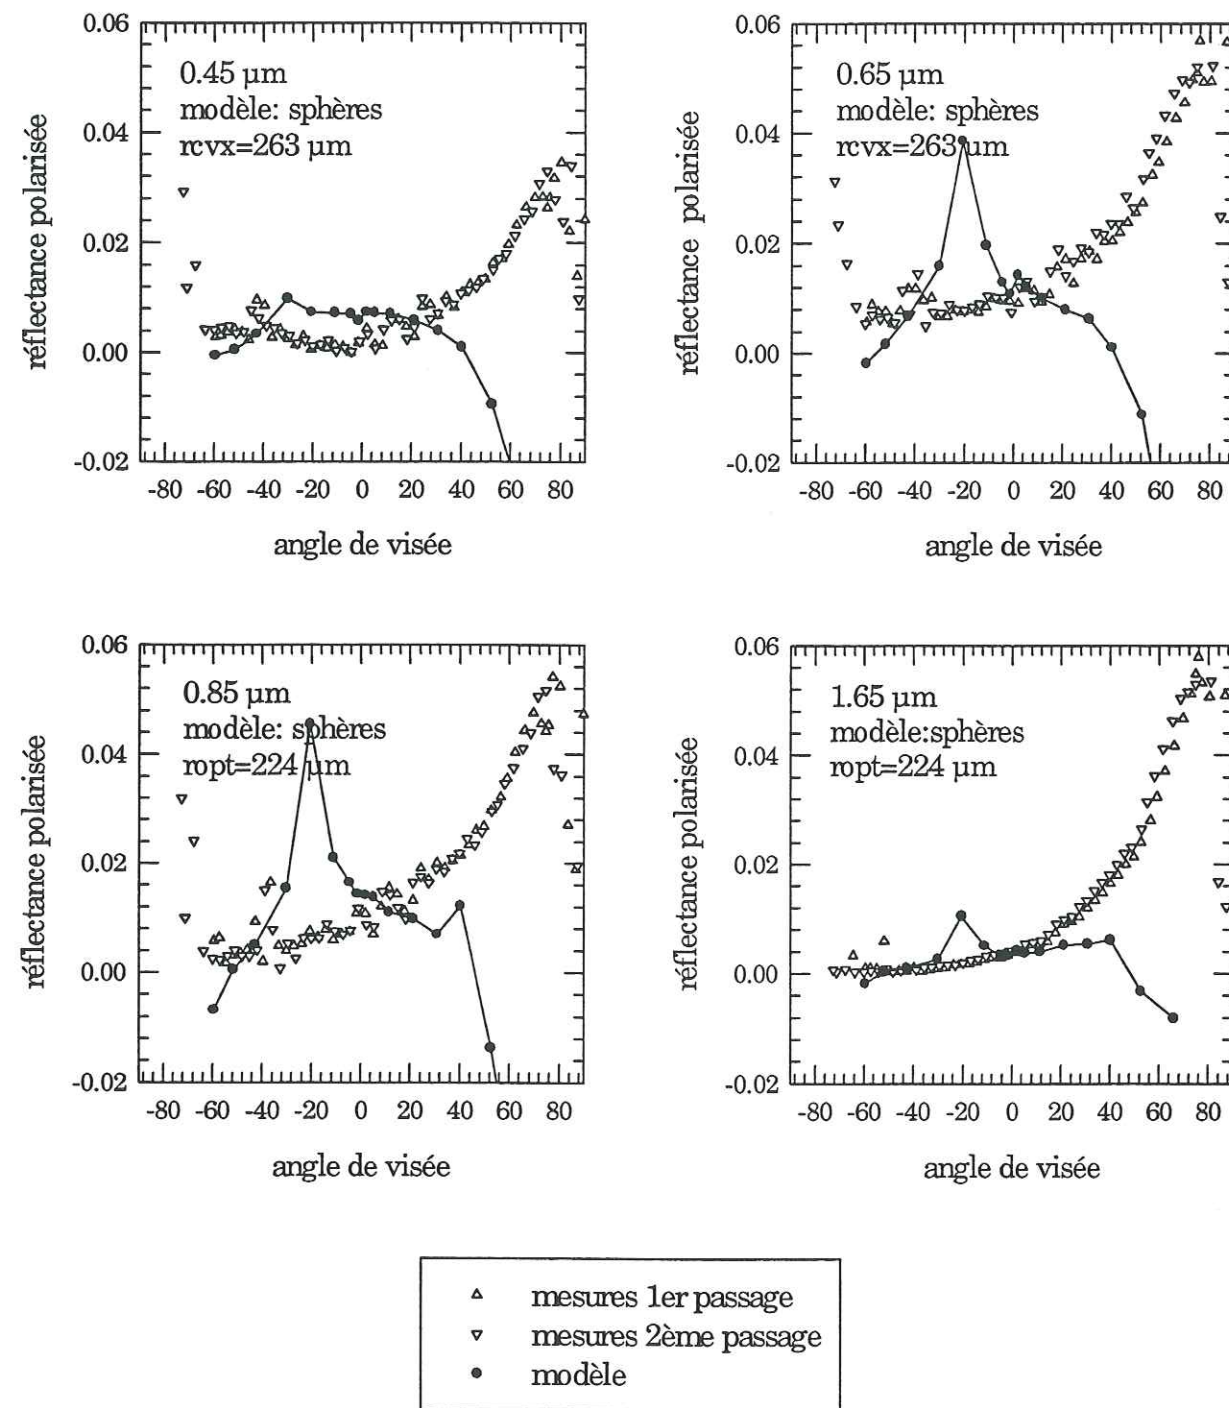 0.06
0.04
0.02
0.00
-0.02
réflectance polarisée
0.45 µm
modèle: sphères
rcvx=263 µm
-80 -60 -40 -20 0 20 40 60 80
angle de visée
0.06
0.04
0.02
0.00
-0.02
réflectance polarisée
0.65 µm
modèle: sphères
rcvx=263 µm
-80 -60 -40 -20 0 20 40 60 80
angle de visée
0.06
0.04
0.02
0.00
-0.02
réflectance polarisée
0.85 µm
modèle: sphères
ropt=224 µm
-80 -60 -40 -20 0 20 40 60 80
angle de visée
0.06
0.04
0.02
0.00
-0.02
réflectance polarisée
1.65 µm
modèle:sphères
ropt=224 µm
-80 -60 -40 -20 0 20 40 60 80
angle de visée
mesures 1er passage
mesures 2ème passage
modèle